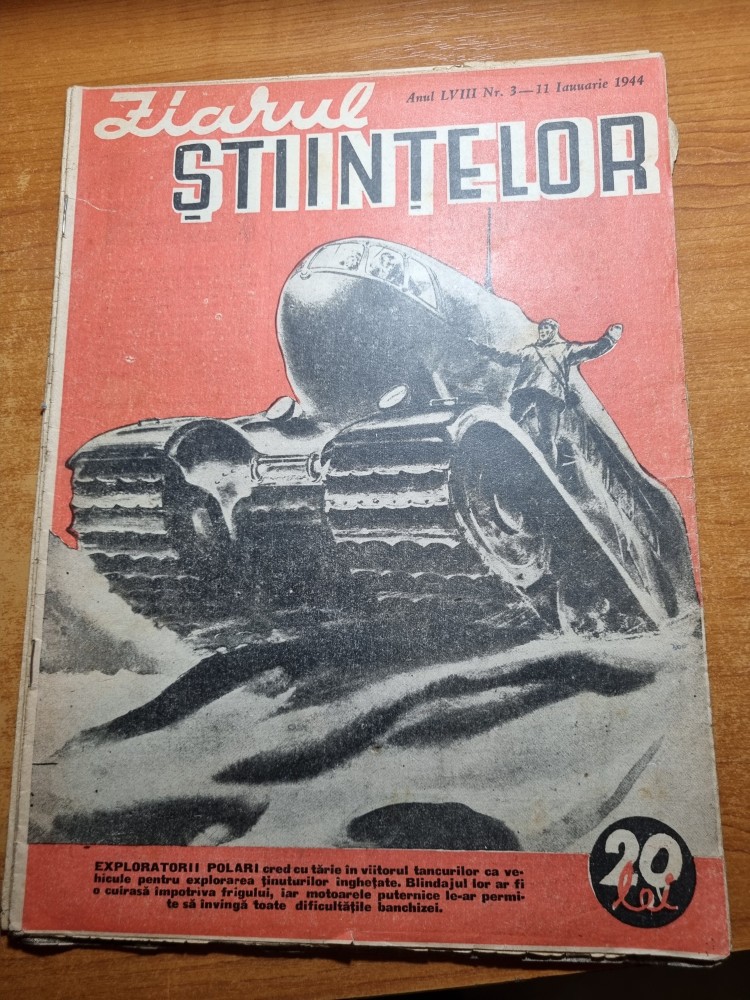 Ziarul
Anul LVIII Nr. 3—11 Ianuarie 1944
ȘTIINȚELOR
EXPLORATORII POLARI cred cu tărie în viitorul tancurilor ca ve-
hicule pentru explorarea ținuturilor înghețate. Blindajul lor ar fi
o cuirasă împotriva frigului, iar motoarele puternice le-ar permi-
te să învingă toate dificultățile banchizei.
20
lei